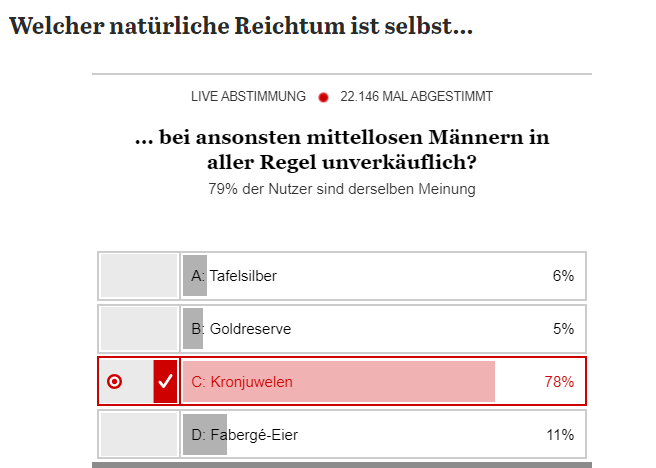 Welcher natürliche Reichtum ist selbst...
LIVE ABSTIMMUNG 22.146 MAL ABGESTIMMT
... bei ansonsten mittellosen Männern in
aller Regel unverkäuflich?
79% der Nutzer sind derselben Meinung
A: Tafelsilber 6%
B: Goldreserve 5%
C: Kronjuwelen 78%
D: Fabergé-Eier 11%